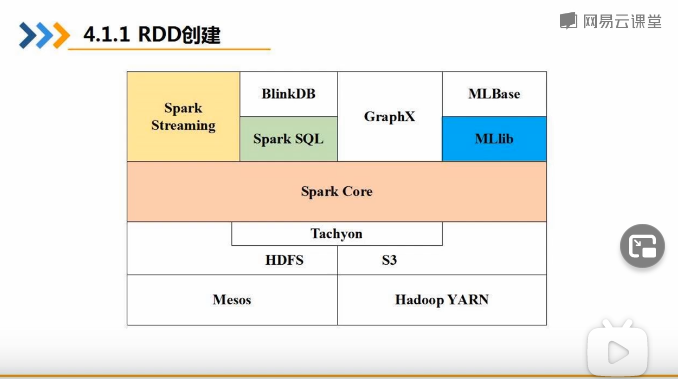 4.1.1 RDD创建
网易云课堂
Spark
Streaming
BlinkDB
Spark SQL
GraphX
MLBase
MLlib
Spark Core
Tachyon
HDFS
S3
Mesos
Hadoop YARN